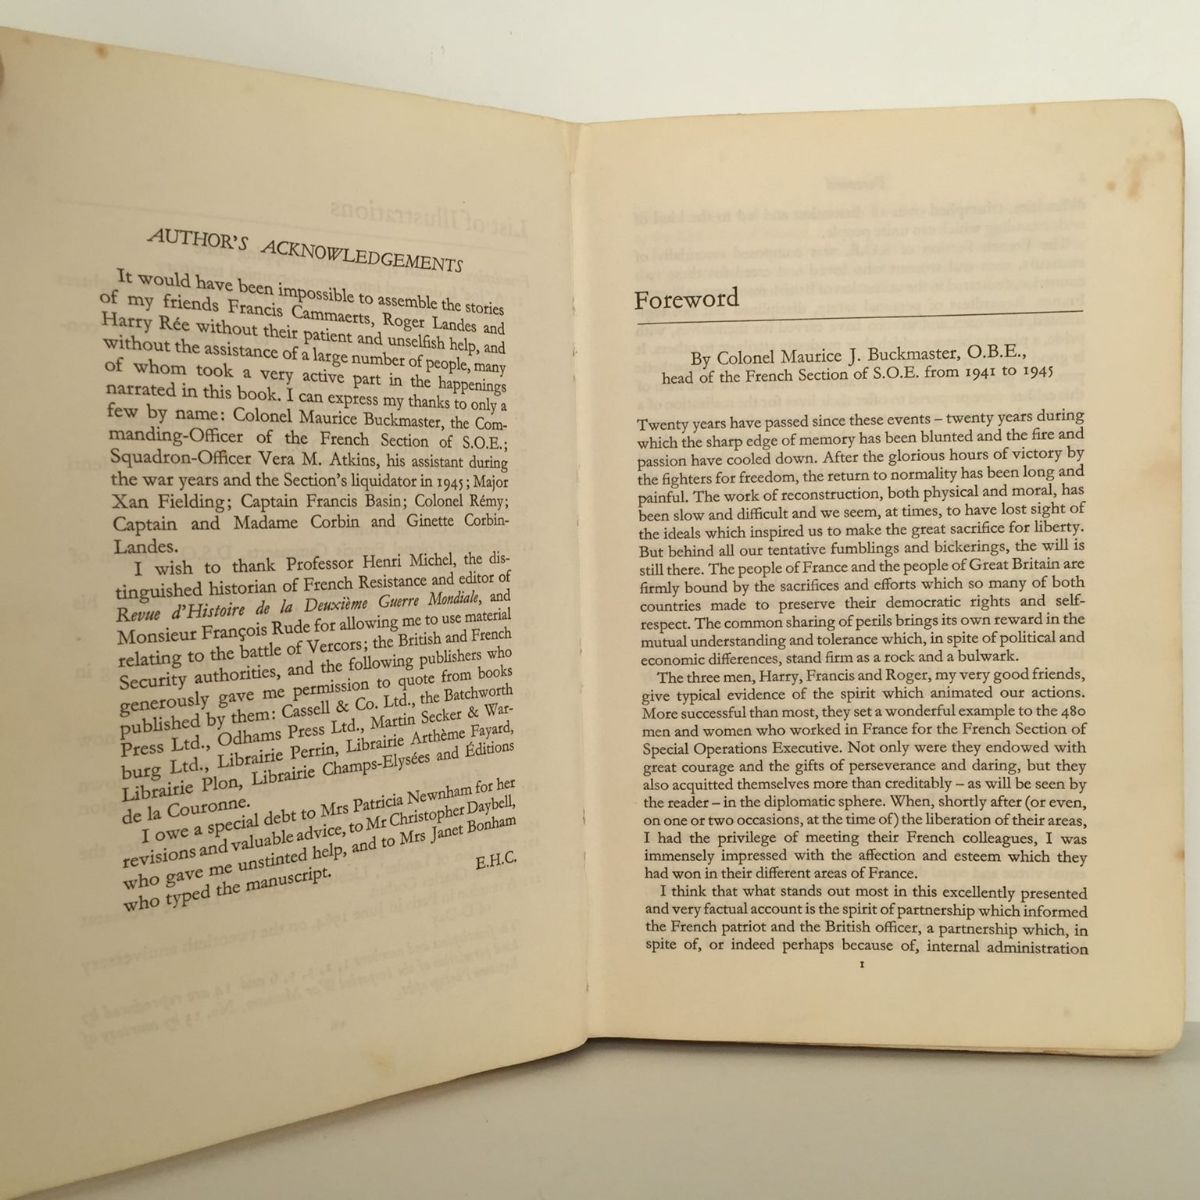 AUTHOR'S ACKNOWLEDGEMENTS
It would have been impossible to assemble the stories
of my friends Francis Cammaerts, Roger Landes and
Harry Rée without their patient and unselfish help, and
without the assistance of a large number of people, many
of whom took a very active part in the happenings
narrated in this book. I can express my thanks to only a
few by name: Colonel Maurice Buckmaster, the Com-
manding-Officer of the French Section of S.O.E.;
Squadron-Officer Vera M. Atkins, his assistant during
the war years and the Section's liquidator in 1945; Major
Xan Fielding; Captain Francis Basin; Colonel Rémy;
Captain and Madame Corbin and Ginette Corbin-
Landes.
I wish to thank Professor Henri Michel, the dis-
tinguished historian of French Resistance and editor of
Revue d'Histoire de la Deuxième Guerre Mondiale, and
Monsieur François Rude for allowing me to use material
relating to the battle of Vercors; the British and French
Security authorities, and the following publishers who
generously gave me permission to quote from books
published by them: Cassell & Co. Ltd., the Batchworth
Press Ltd., Odhams Press Ltd., Martin Secker & War-
burg Ltd., Librairie Perrin, Librairie Arthème Fayard,
Librairie Plon, Librairie Champs-Elysées and Éditions
de la Couronne.
I owe a special debt to Mrs Patricia Newnham for her
revisions and valuable advice, to Mr Christopher Daybell,
who gave me unstinted help, and to Mrs Janet Bonham
who typed the manuscript.
E.H.C.
Foreword
By Colonel Maurice J. Buckmaster, O.B.E.,
head of the French Section of S.O.E. from 1941 to 1945
Twenty years have passed since these events – twenty years during
which the sharp edge of memory has been blunted and the fire and
passion have cooled down. After the glorious hours of victory by
the fighters for freedom, the return to normality has been long and
painful. The work of reconstruction, both physical and moral, has
been slow and difficult and we seem, at times, to have lost sight of
the ideals which inspired us to make the great sacrifice for liberty.
But behind all our tentative fumblings and bickerings, the will is
still there. The people of France and the people of Great Britain are
firmly bound by the sacrifices and efforts which so many of both
countries made to preserve their democratic rights and self-
respect. The common sharing of perils brings its own reward in the
mutual understanding and tolerance which, in spite of political and
economic differences, stand firm as a rock and a bulwark.
The three men, Harry, Francis and Roger, my very good friends,
give typical evidence of the spirit which animated our actions.
More successful than most, they set a wonderful example to the 480
men and women who worked in France for the French Section of
Special Operations Executive. Not only were they endowed with
great courage and the gifts of perseverance and daring, but they
also acquitted themselves more than creditably – as will be seen by
the reader – in the diplomatic sphere. When, shortly after (or even,
on one or two occasions, at the time of) the liberation of their areas,
I had the privilege of meeting their French colleagues, I was
immensely impressed with the affection and esteem which they
had won in their different areas of France.
I think that what stands out most in this excellently presented
and very factual account is the spirit of partnership which informed
the French patriot and the British officer, a partnership which, in
spite of, or indeed perhaps because of, internal administration
1